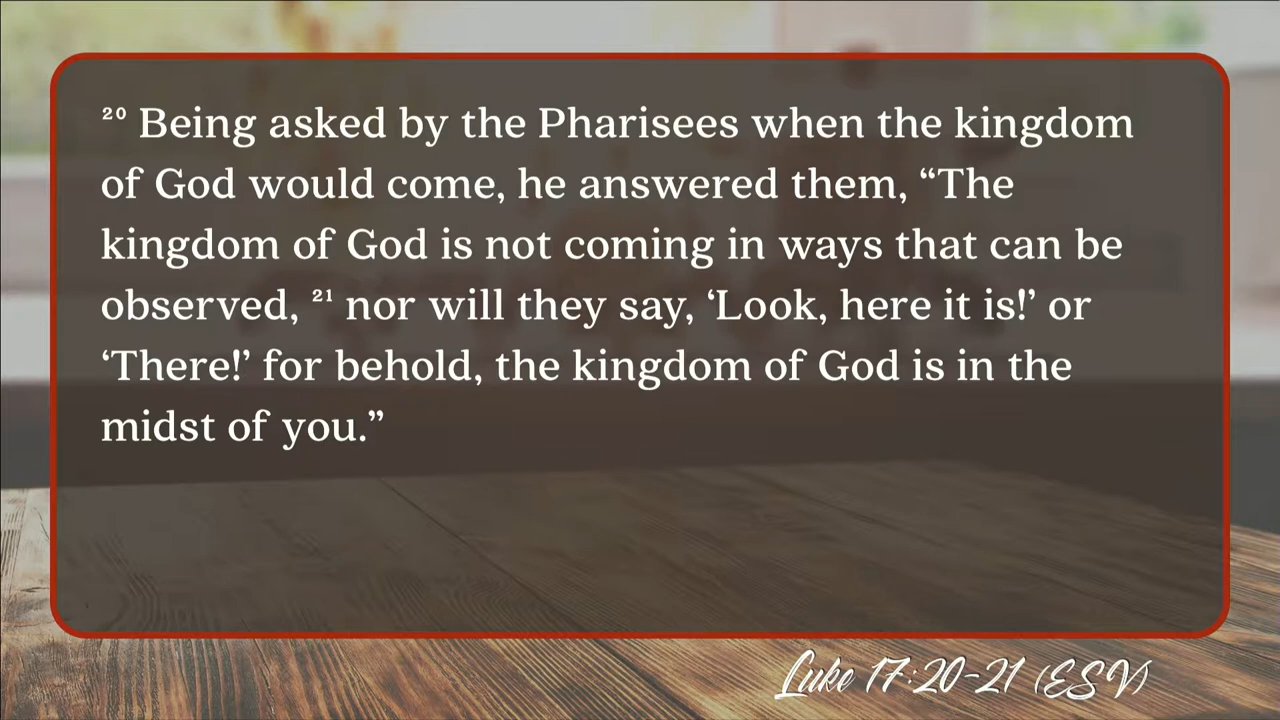 ²⁰ Being asked by the Pharisees when the kingdom
of God would come, he answered them, “The
kingdom of God is not coming in ways that can be
observed, ²¹ nor will they say, ‘Look, here it is!’ or
‘There!’ for behold, the kingdom of God is in the
midst of you.”
Luke 17:20-21 (ESV)